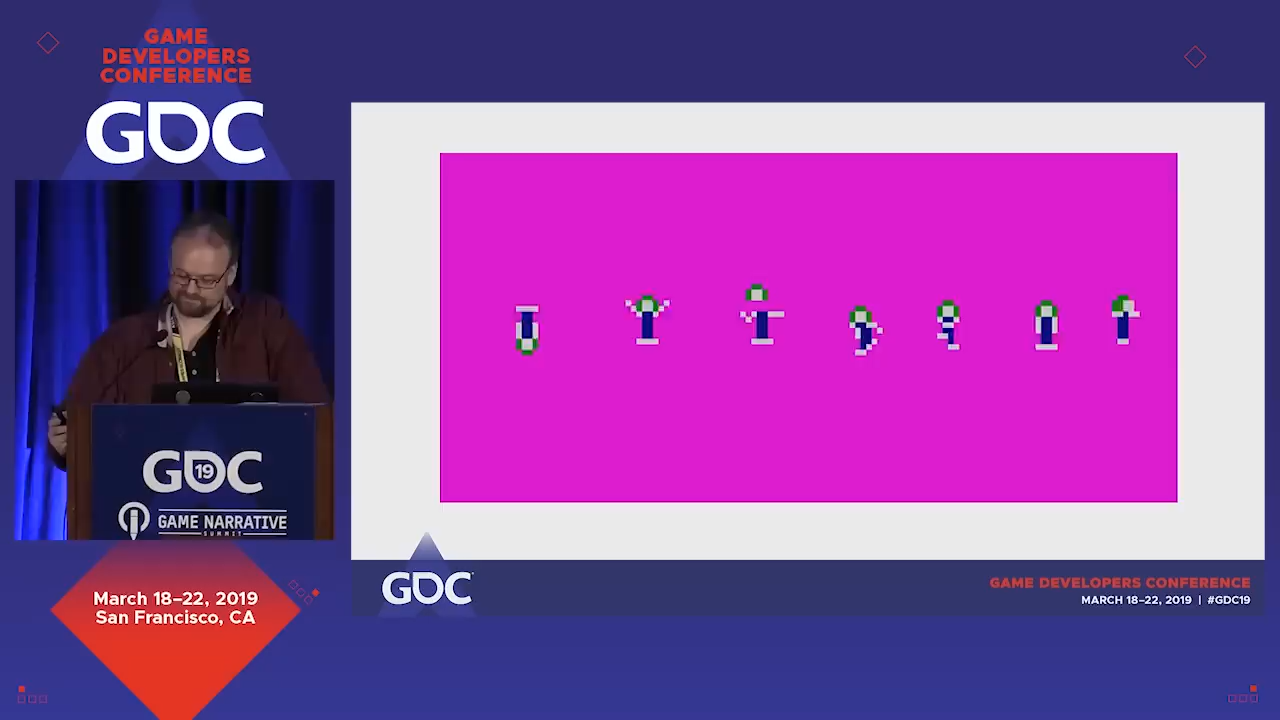 GAME
DEVELOPERS
CONFERENCE
GDC
GDC
19
GAME NARRATIVE
SUMMIT
March 18–22, 2019
San Francisco, CA
GDC
GAME DEVELOPERS CONFERENCE
MARCH 18–22, 2019 | #GDC19